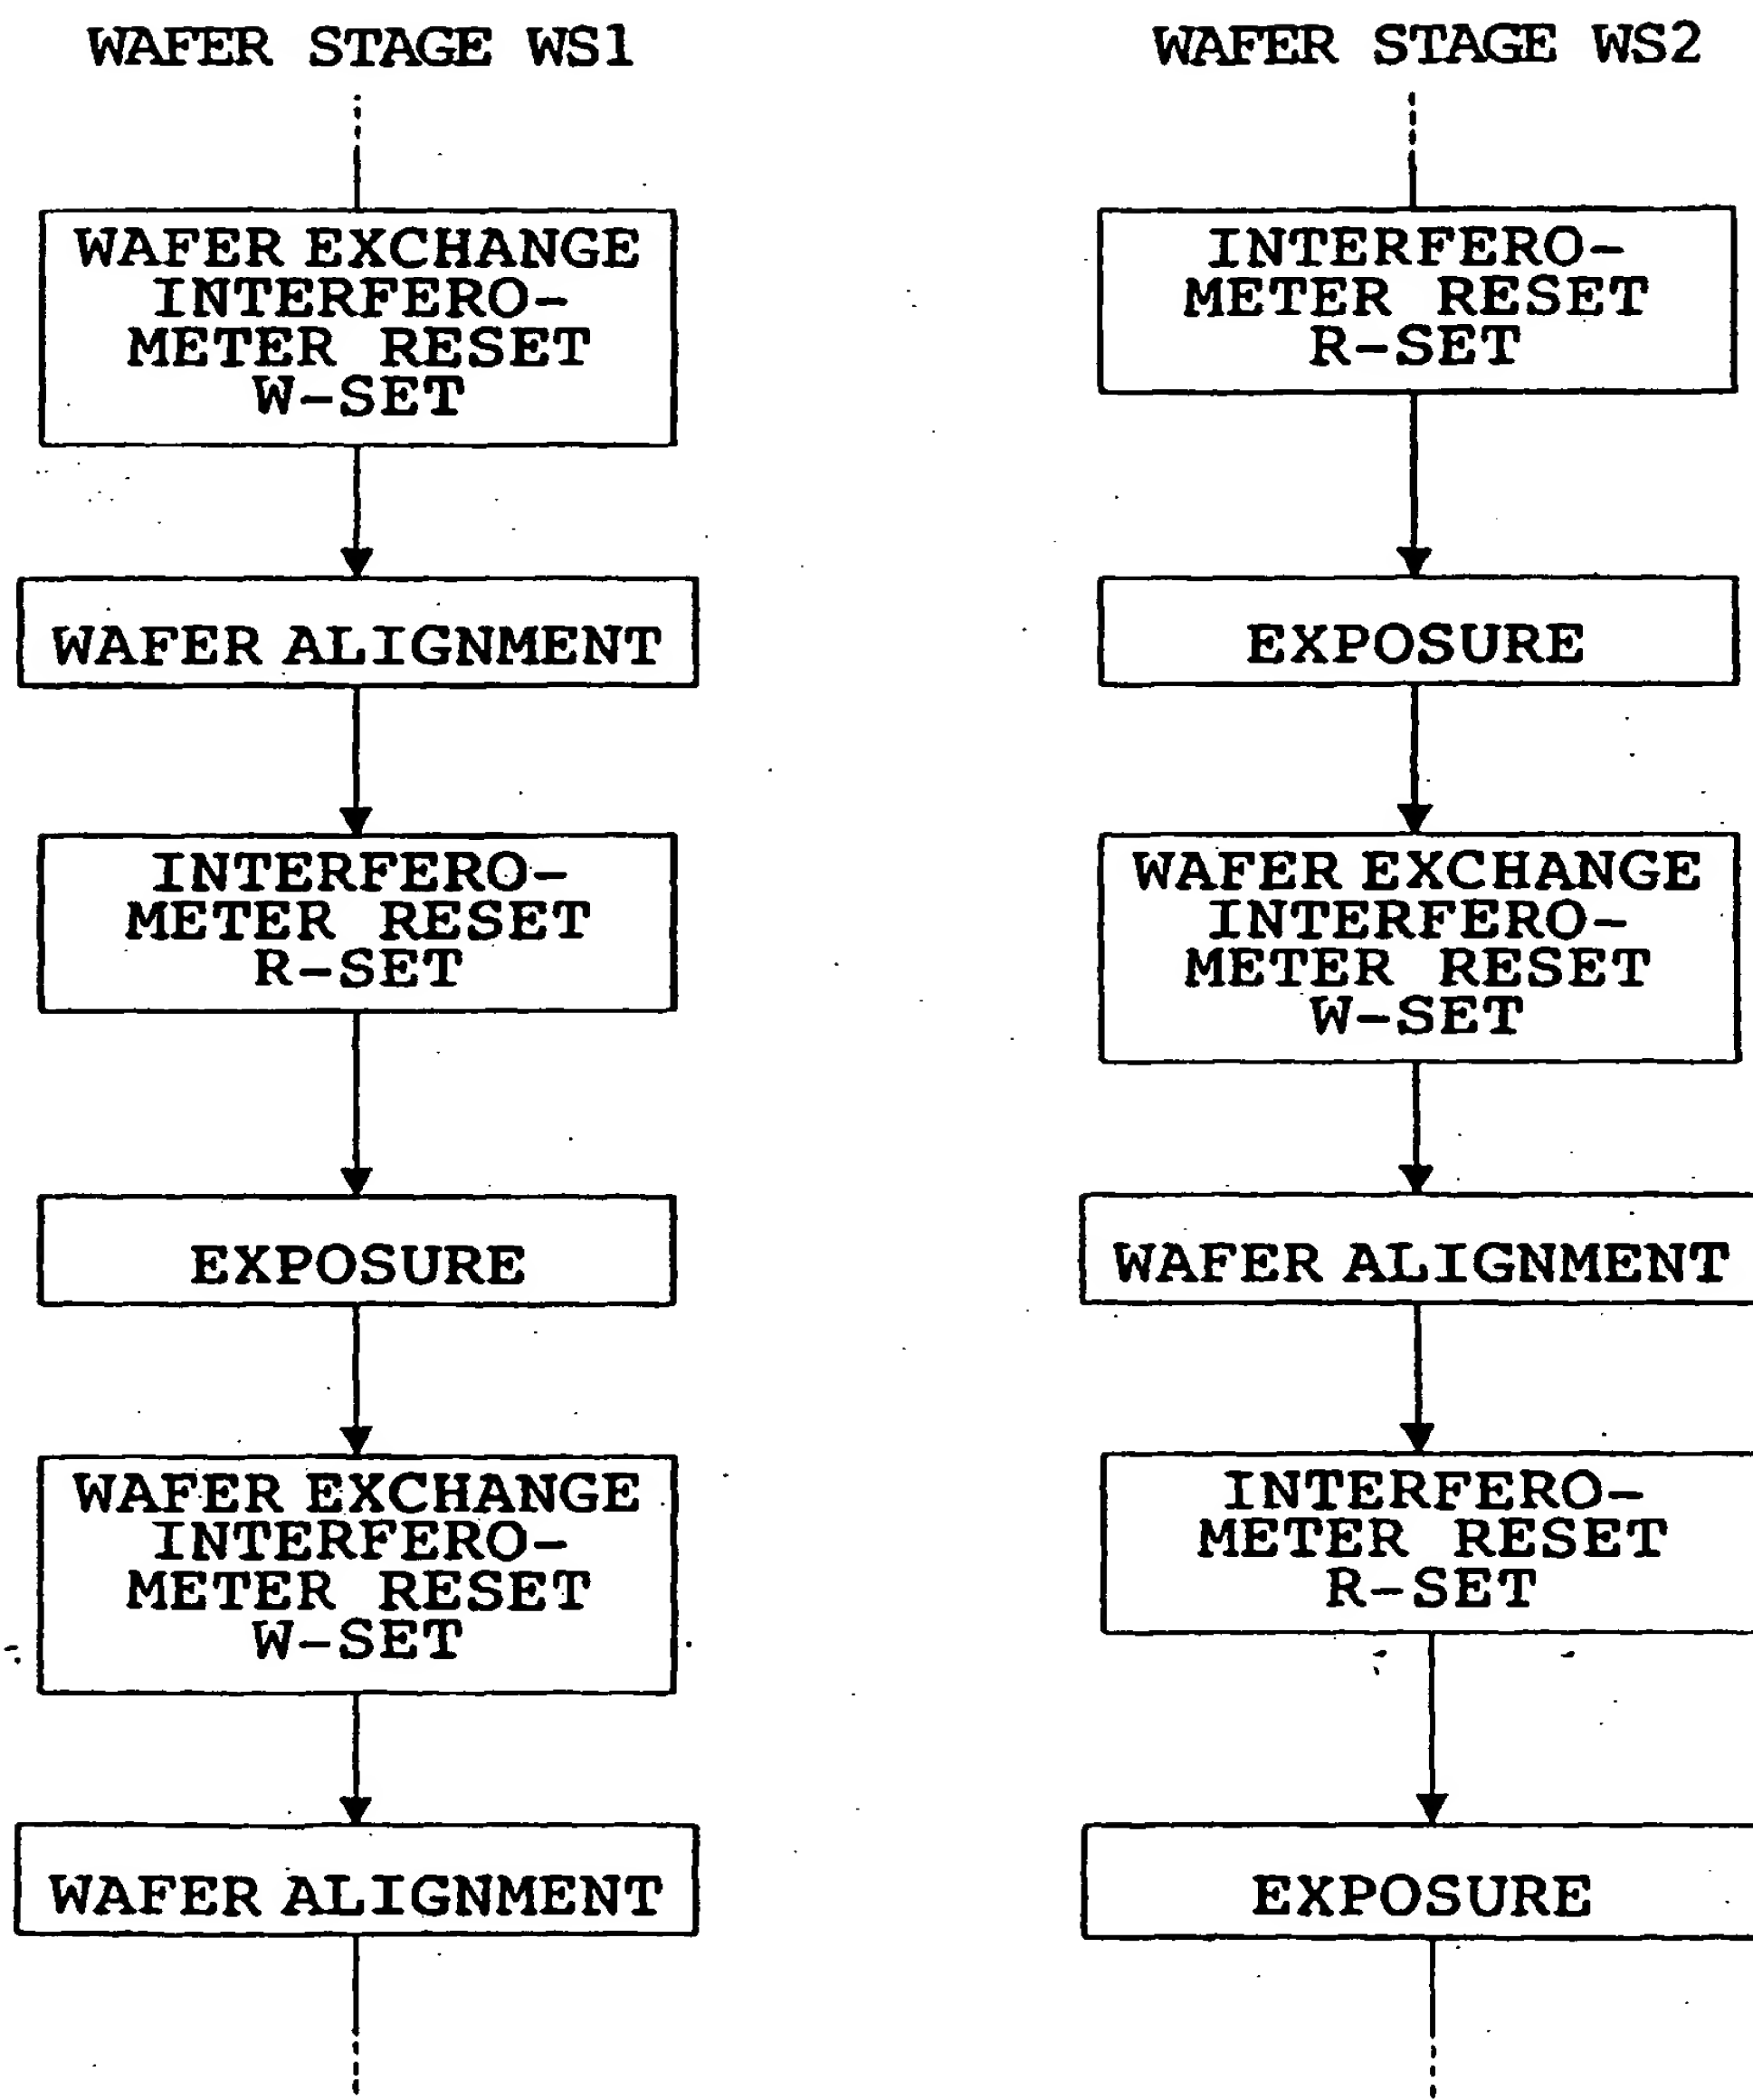 WAFER STAGE WS1
WAFER EXCHANGE
INTERFERO-
METER RESET
W-SET
WAFER ALIGNMENT
INTERFERO-
METER RESET
R-SET
EXPOSURE
WAFER EXCHANGE
INTERFERO-
METER RESET
W-SET
WAFER ALIGNMENT
WAFER STAGE WS2
INTERFERO-
METER RESET
R-SET
EXPOSURE
WAFER EXCHANGE
INTERFERO-
METER RESET
W-SET
WAFER ALIGNMENT
INTERFERO-
METER RESET
R-SET
EXPOSURE